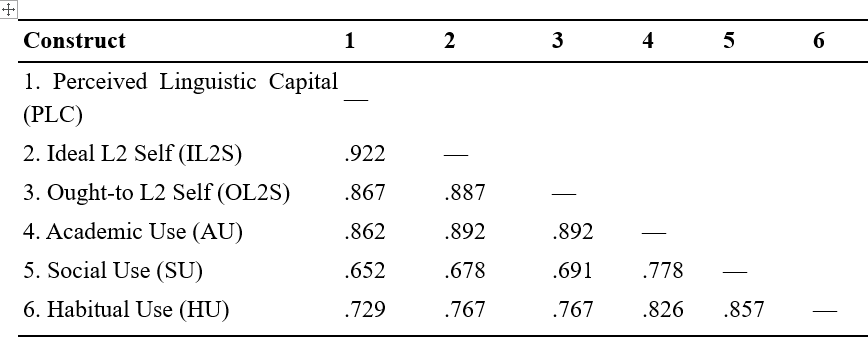 Construct 1 2 3 4 5 6
1. Perceived Linguistic Capital —
(PLC)
2. Ideal L2 Self (IL2S) .922 —
3. Ought-to L2 Self (OL2S) .867 .887 —
4. Academic Use (AU) .862 .892 .892 —
5. Social Use (SU) .652 .678 .691 .778 —
6. Habitual Use (HU) .729 .767 .767 .826 .857 —